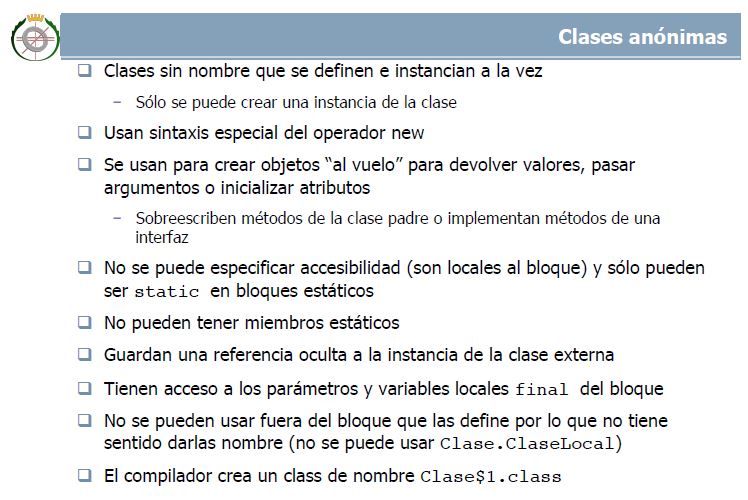 Clases anónimas
❑ Clases sin nombre que se definen e instancian a la vez
– Sólo se puede crear una instancia de la clase
❑ Usan sintaxis especial del operador new
❑ Se usan para crear objetos “al vuelo” para devolver valores, pasar
argumentos o inicializar atributos
– Sobreescriben métodos de la clase padre o implementan métodos de una
interfaz
❑ No se puede especificar accesibilidad (son locales al bloque) y sólo pueden
ser static en bloques estáticos
❑ No pueden tener miembros estáticos
❑ Guardan una referencia oculta a la instancia de la clase externa
❑ Tienen acceso a los parámetros y variables locales final del bloque
❑ No se pueden usar fuera del bloque que las define por lo que no tiene
sentido darlas nombre (no se puede usar Clase.ClaseLocal)
❑ El compilador crea un class de nombre Clase$1.class